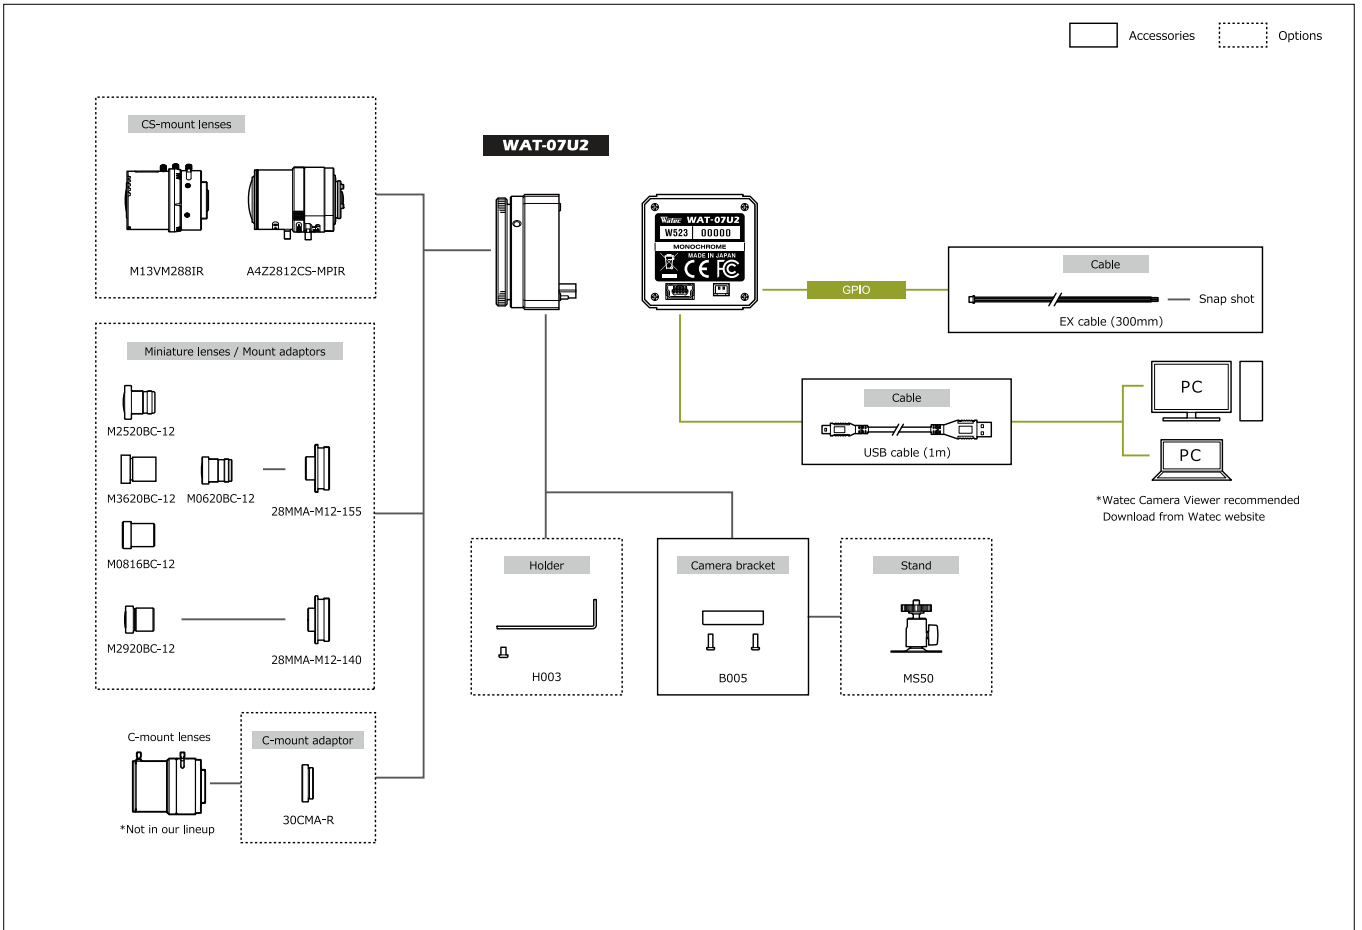 Accessories
Options
CS-mount lenses
M13VM288IR
A4Z2812CS-MPIR
WAT-07U2
Watec WAT-07U2
W523 00000
MONOCHROME
MADE IN JAPAN
CE FC
GPIO
Cable
Snap shot
EX cable (300mm)
Miniature lenses / Mount adaptors
M2520BC-12
M3620BC-12
M0620BC-12
28MMA-M12-155
M0816BC-12
M2920BC-12
28MMA-M12-140
Cable
USB cable (1m)
PC
PC
*Watec Camera Viewer recommended
Download from Watec website
Holder
H003
Camera bracket
B005
Stand
MS50
C-mount lenses
*Not in our lineup
C-mount adaptor
30CMA-R